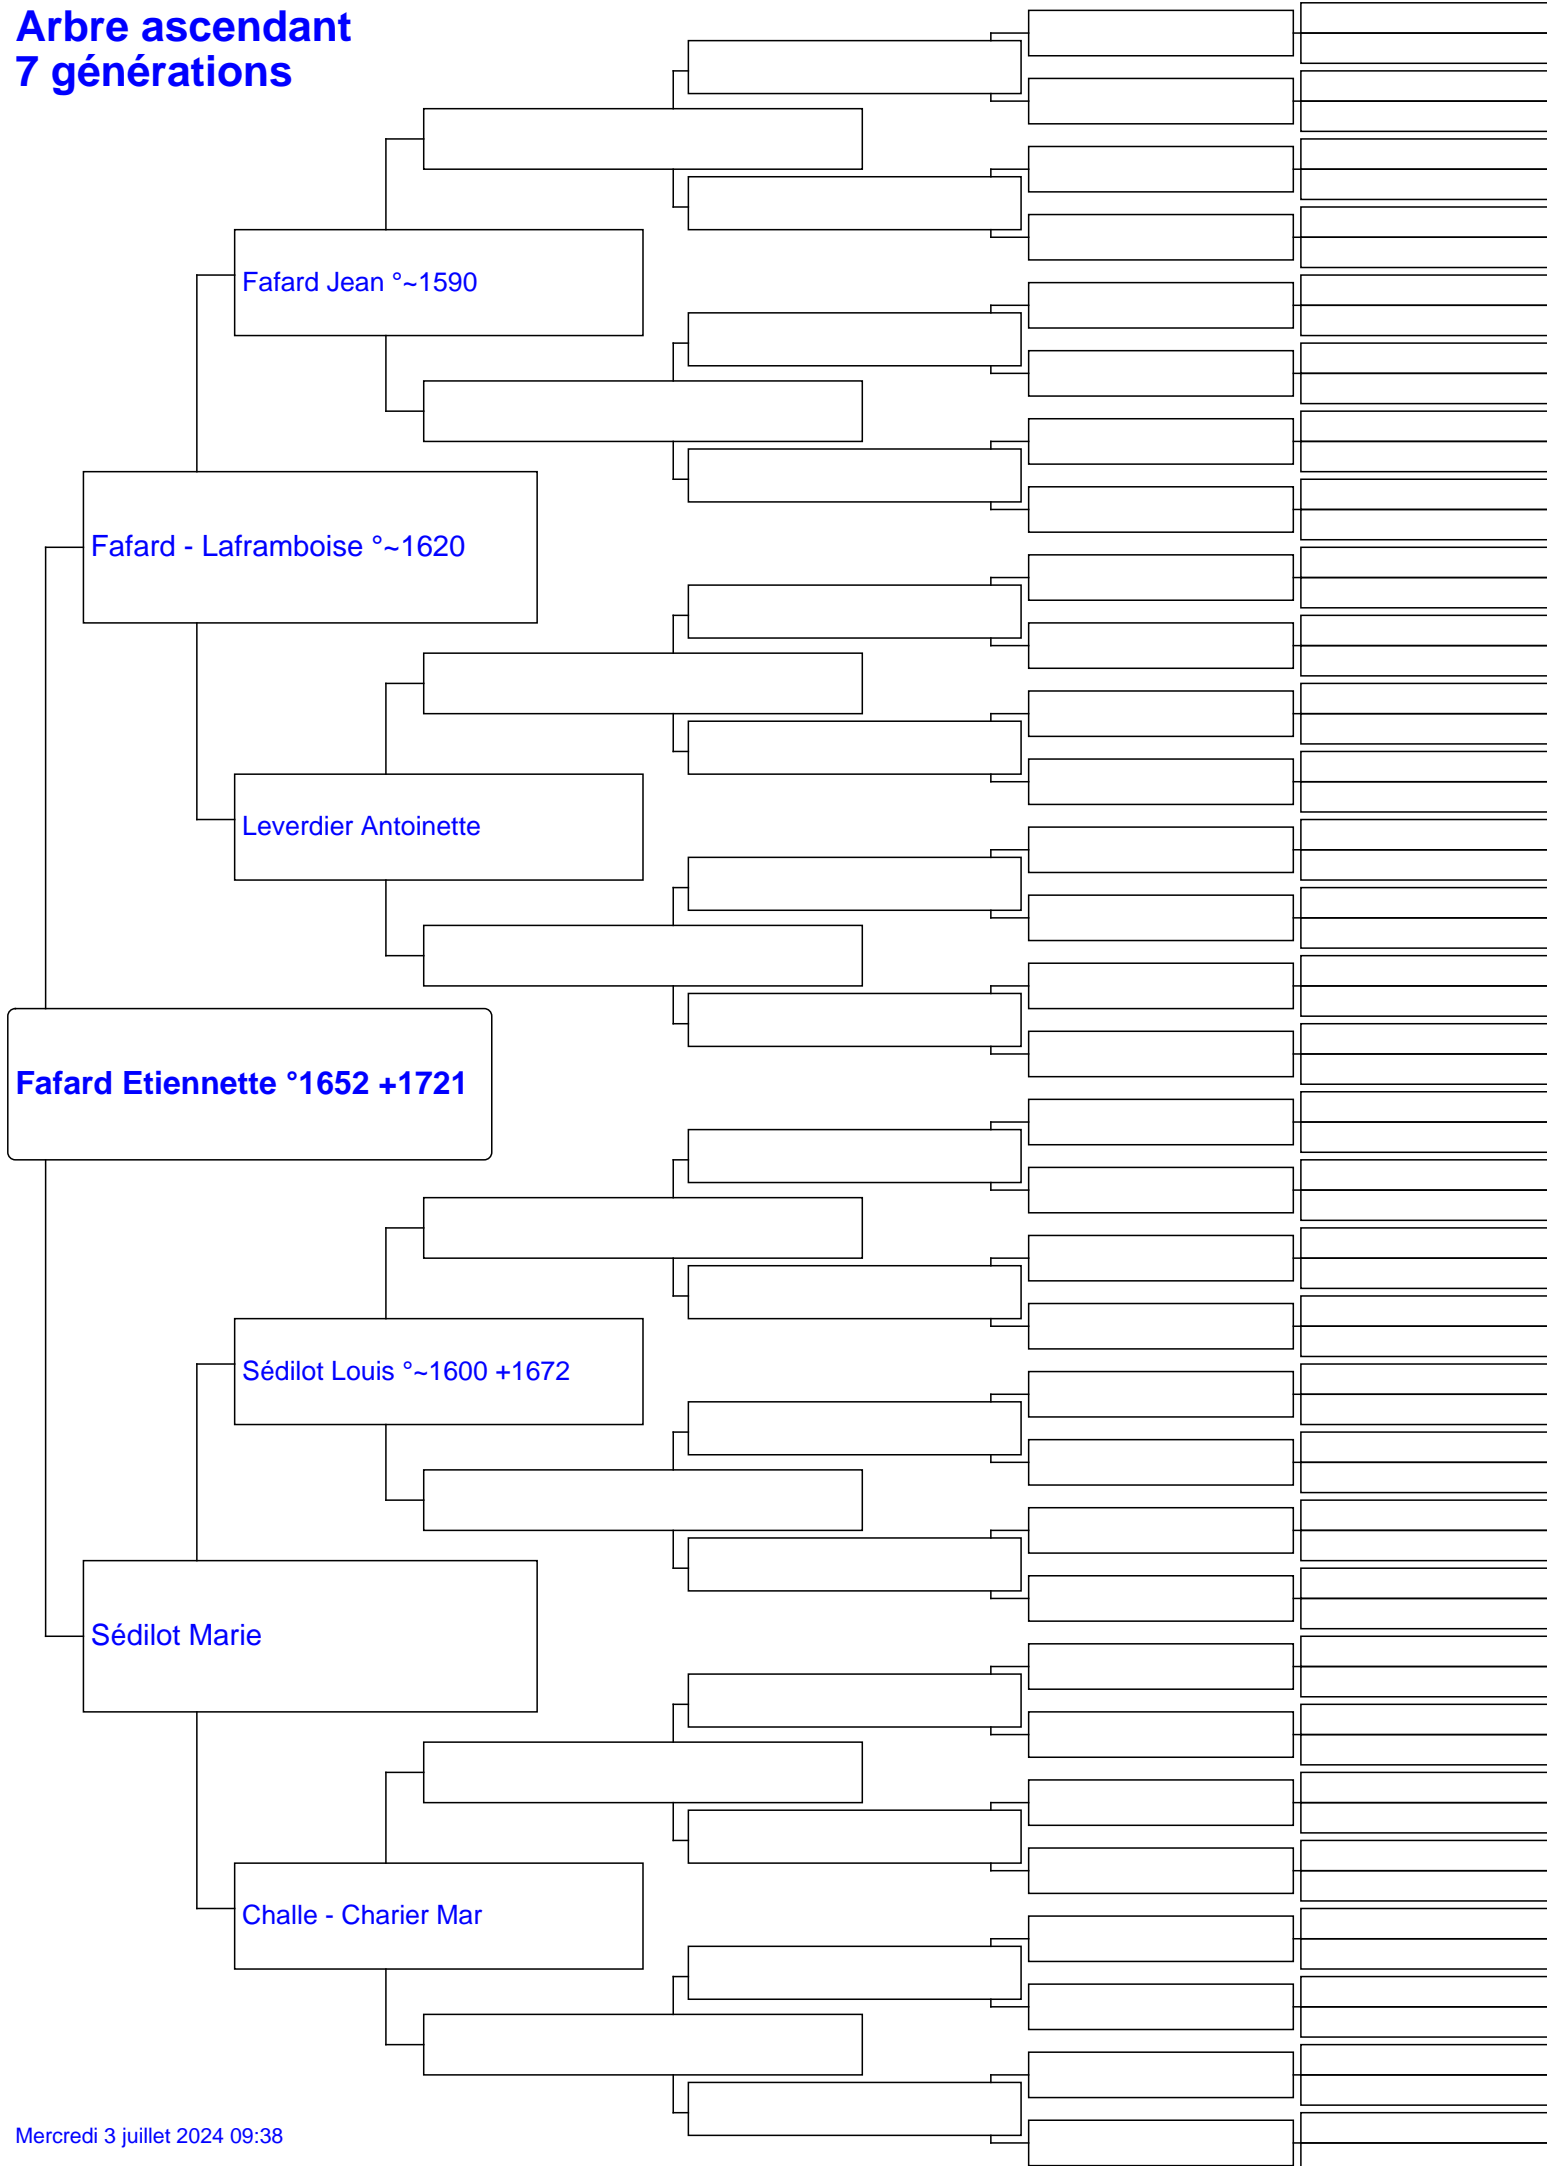 Arbre ascendant
7 générations
Fafard Jean °~1590
Fafard - Laframboise °~1620
Leverdier Antoinette
Fafard Etiennette °1652 +1721
Sédilot Louis °~1600 +1672
Sédilot Marie
Challe - Charier Mar
Mercredi 3 juillet 2024 09:38